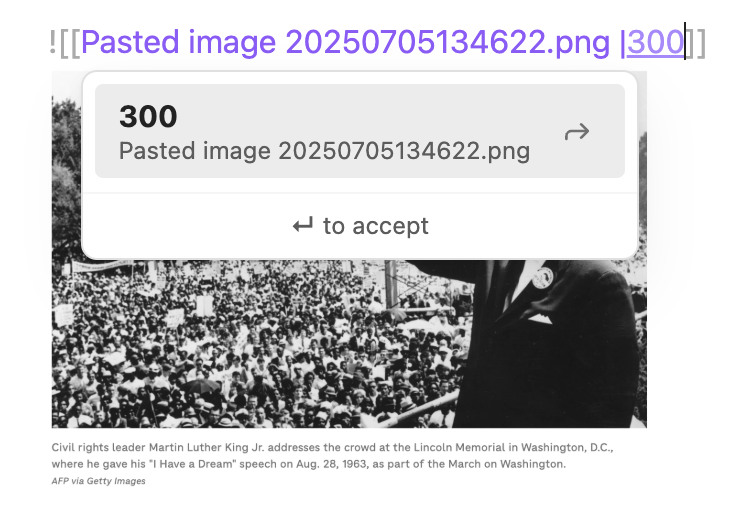 ![[Pasted image 20250705134622.png |300]]
300
Pasted image 20250705134622.png
↵ to accept
Civil rights leader Martin Luther King Jr. addresses the crowd at the Lincoln Memorial in Washington, D.C.,
where he gave his "I Have a Dream" speech on Aug. 28, 1963, as part of the March on Washington.
AFP via Getty Images